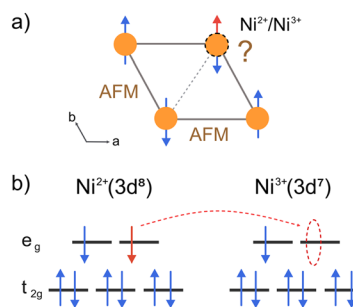 a)
Ni²⁺/Ni³⁺
?
AFM
AFM
b
a
b)
Ni²⁺(3d⁸)
Ni³⁺(3d⁷)
e_g
t_2g